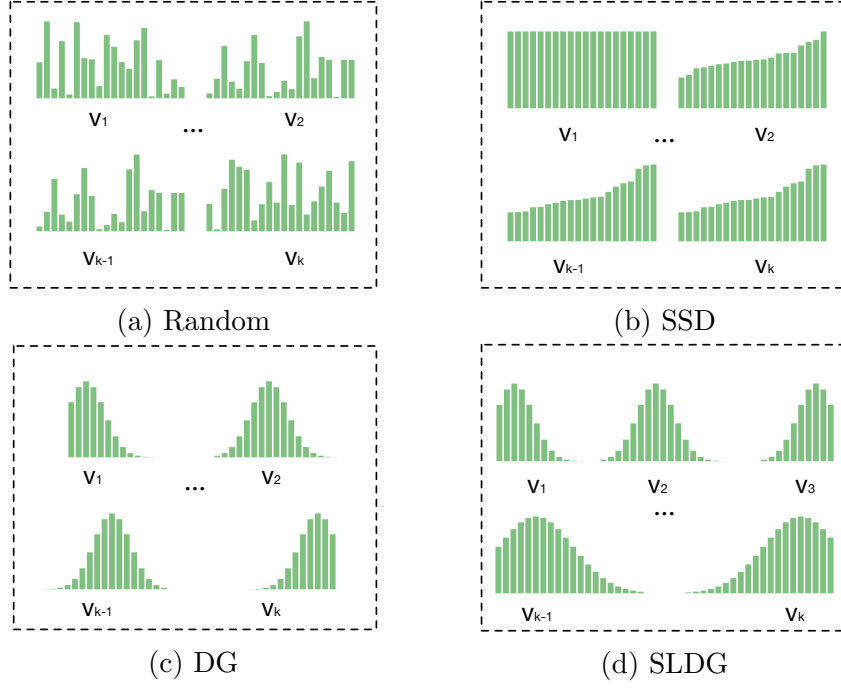 V1 ... V2
Vk-1 Vk
(a) Random
V1 ... V2
Vk-1 Vk
(b) SSD
V1 ... V2
Vk-1 Vk
(c) DG
V1 V2 V3
...
Vk-1 Vk
(d) SLDG